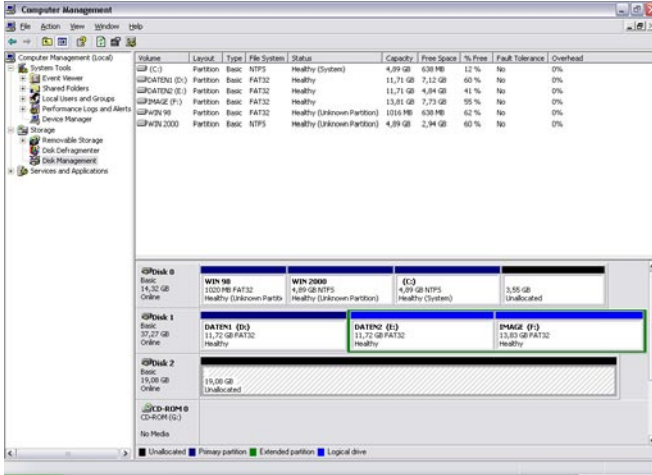 Computer Management
File Action View Window Help
Computer Management (Local)
System Tools
Event Viewer
Shared Folders
Local Users and Groups
Performance Logs and Alerts
Device Manager
Storage
Removable Storage
Disk Defragmenter
Disk Management
Services and Applications
Volume Layout Type File System Status Capacity Free Space % Free Fault Tolerance Overhead
(C:) Partition Basic NTFS Healthy (System) 4,89 GB 638 MB 12 % No 0%
DATEN1 (D:) Partition Basic FAT32 Healthy 11,71 GB 7,12 GB 60 % No 0%
DATEN2 (E:) Partition Basic FAT32 Healthy 11,71 GB 4,84 GB 41 % No 0%
IMAGE (F:) Partition Basic FAT32 Healthy 13,81 GB 7,73 GB 55 % No 0%
WIN 98 Partition Basic FAT32 Healthy (Unknown Partition) 1016 MB 638 MB 62 % No 0%
WIN 2000 Partition Basic NTFS Healthy (Unknown Partition) 4,89 GB 2,94 GB 60 % No 0%
Disk 0
Basic
14,32 GB
Online
WIN 98
1020 MB FAT32
Healthy (Unknown Partiti
WIN 2000
4,89 GB NTFS
Healthy (Unknown Partition)
(C:)
4,89 GB NTFS
Healthy (System)
3,55 GB
Unallocated
Disk 1
Basic
37,27 GB
Online
DATEN1 (D:)
11,72 GB FAT32
Healthy
DATEN2 (E:)
11,72 GB FAT32
Healthy
IMAGE (F:)
13,83 GB FAT32
Healthy
Disk 2
Basic
19,08 GB
Online
19,08 GB
Unallocated
CD-ROM 0
CD-ROM (G:)
No Media
Unallocated Primary partition Extended partition Logical drive